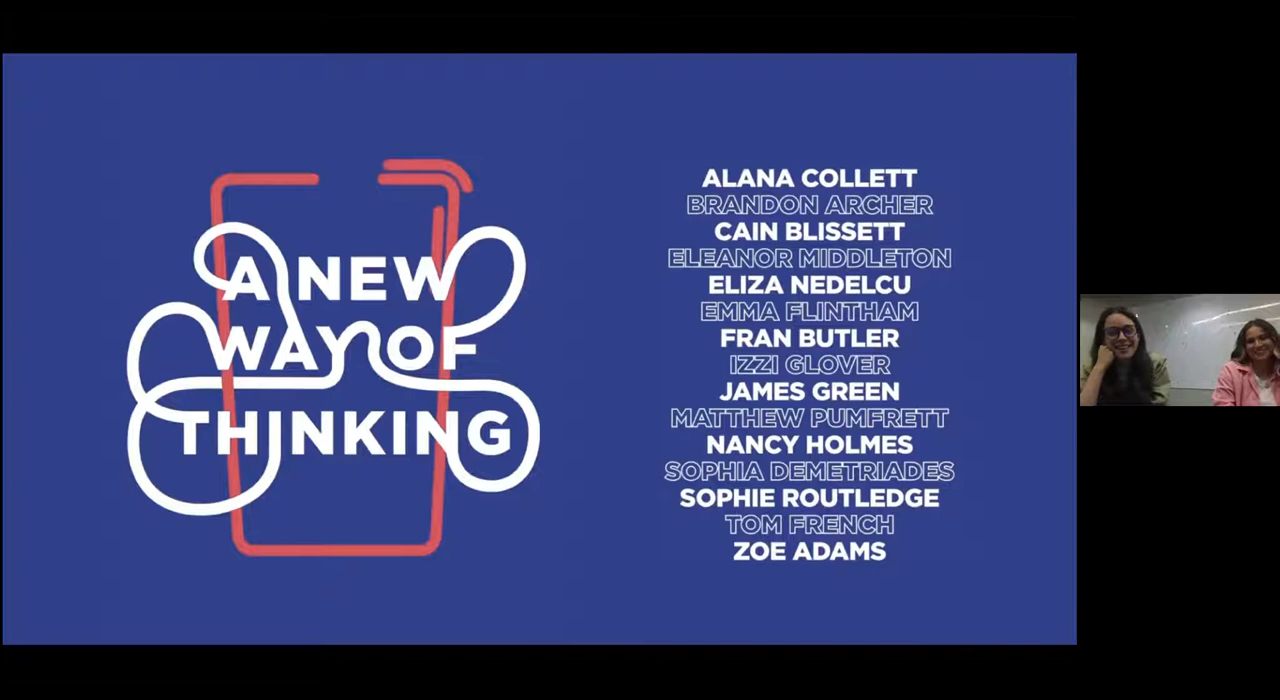 A NEW
WAY OF
THINKING
ALANA COLLETT
BRANDON ARCHER
CAIN BLISSETT
ELEANOR MIDDLETON
ELIZA NEDELCU
EMMA FLINTHAM
FRAN BUTLER
IZZI GLOVER
JAMES GREEN
MATTHEW PUMFRETT
NANCY HOLMES
SOPHIA DEMETRIADES
SOPHIE ROUTLEDGE
TOM FRENCH
ZOE ADAMS